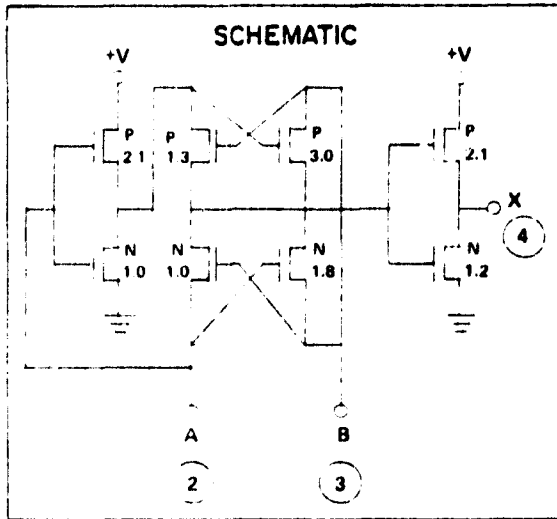 SCHEMATIC
+V +V
P P P P
2.1 1.3 3.0 2.1
X
4
N N N N
1.0 1.0 1.8 1.2
A B
2 3